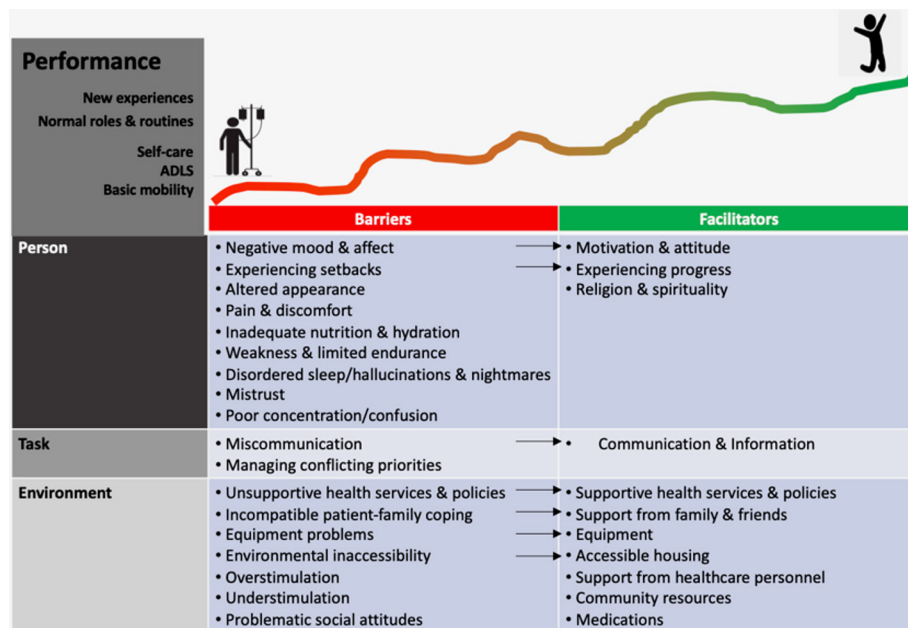 Performance
New experiences
Normal roles & routines
Self-care
ADLS
Basic mobility
Barriers
Facilitators
Person
• Negative mood & affect
• Experiencing setbacks
• Altered appearance
• Pain & discomfort
• Inadequate nutrition & hydration
• Weakness & limited endurance
• Disordered sleep/hallucinations & nightmares
• Mistrust
• Poor concentration/confusion
• Motivation & attitude
• Experiencing progress
• Religion & spirituality
Task
• Miscommunication
• Managing conflicting priorities
• Communication & Information
Environment
• Unsupportive health services & policies
• Incompatible patient-family coping
• Equipment problems
• Environmental inaccessibility
• Overstimulation
• Understimulation
• Problematic social attitudes
• Supportive health services & policies
• Support from family & friends
• Equipment
• Accessible housing
• Support from healthcare personnel
• Community resources
• Medications